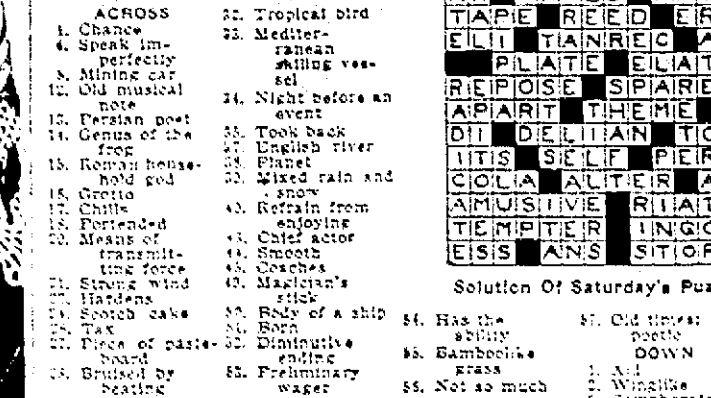 ACROSS
1. Chance
4. Speak im-
perfectly
8. Mining car
12. Old musical
note
13. Persian poet
14. Genus of the
frog
15. Roman house-
hold god
16. Grotto
17. Chills
18. Portended
20. Means of
transmit-
ting force
21. Strong wind
22. Hardens
24. Scotch cake
26. Tax
27. Piece of paste-
board
28. Bruised by
beating
32. Tropical bird
33. Mediter-
ranean
sailing ves-
sel
34. Night before an
event
35. Took back
37. English river
38. Planet
39. Mixed rain and
snow
40. Refrain from
enjoying
43. Chief actor
44. Smooth
45. Coaches
49. Magician's
stick
50. Body of a ship
51. Born
52. Diminutive
ending
53. Preliminary
wager
TAPE REED ER
ELI TANREC A
PLATE ELAT
REPOSE SPARE
APART THEME
DI DELIAN TO
ITS SELF PER
COLA ALTER A
AMUSIVE RIAT
TEMPTER INGO
ESS ANS STOP
Solution Of Saturday's Puz
54. Has the
ability
55. Bamboolike
grass
56. Not so much
57. Old times:
poetic
DOWN
1. Aid
2. Winglike